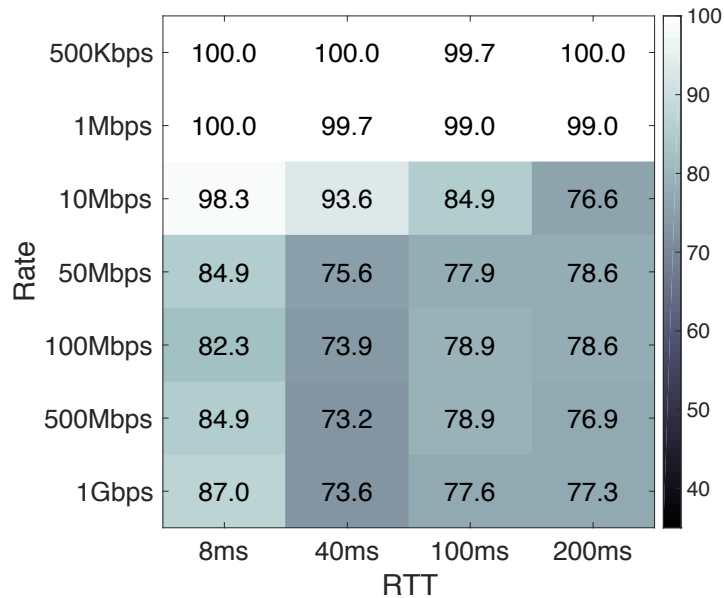 500Kbps 100.0 100.0 99.7 100.0
1Mbps 100.0 99.7 99.0 99.0
10Mbps 98.3 93.6 84.9 76.6
50Mbps 84.9 75.6 77.9 78.6
100Mbps 82.3 73.9 78.9 78.6
500Mbps 84.9 73.2 78.9 76.9
1Gbps 87.0 73.6 77.6 77.3
8ms 40ms 100ms 200ms
RTT
Rate
100
90
80
70
60
50
40